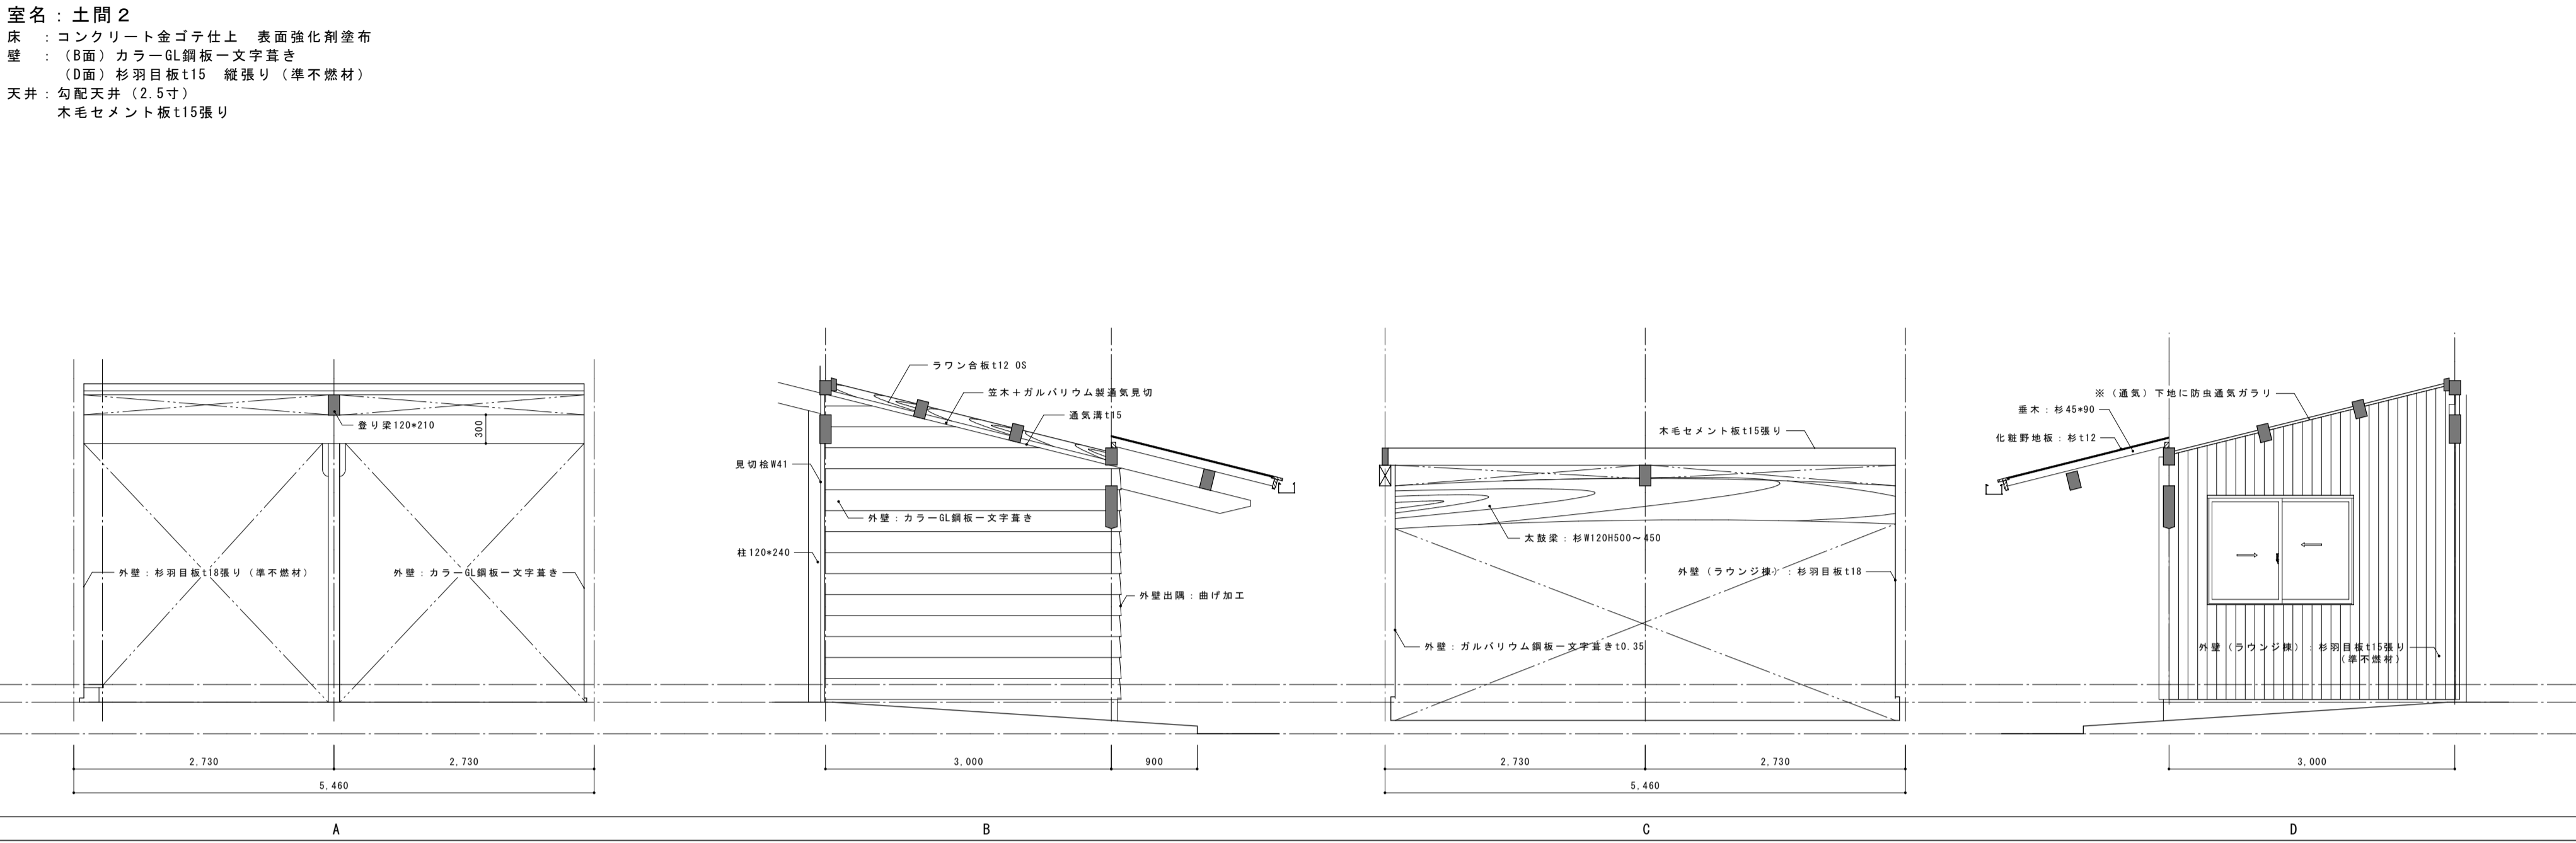 室名：土間２
床　：コンクリート金ゴテ仕上　表面強化剤塗布
壁　：（B面）カラーGL鋼板一文字葺き
（D面）杉羽目板t15　縦張り（準不燃材）
天井：勾配天井（2.5寸）
木毛セメント板t15張り
登り梁120*210
300
外壁：杉羽目板t18張り（準不燃材）
外壁：カラーGL鋼板一文字葺き
2,730
2,730
5,460
A
ラワン合板t12 OS
笠木＋ガルバリウム製通気見切
通気溝t15
見切桧W41
外壁：カラーGL鋼板一文字葺き
柱120*240
外壁出隅：曲げ加工
3,000
900
B
木毛セメント板t15張り
太鼓梁：杉W120H500〜450
外壁（ラウンジ棟）：杉羽目板t18
外壁：ガルバリウム鋼板一文字葺きt0.35
2,730
2,730
5,460
C
※（通気）下地に防虫通気ガラリ
垂木：杉45*90
化粧野地板：杉t12
外壁（ラウンジ棟）：杉羽目板t15張り
（準不燃材）
3,000
D